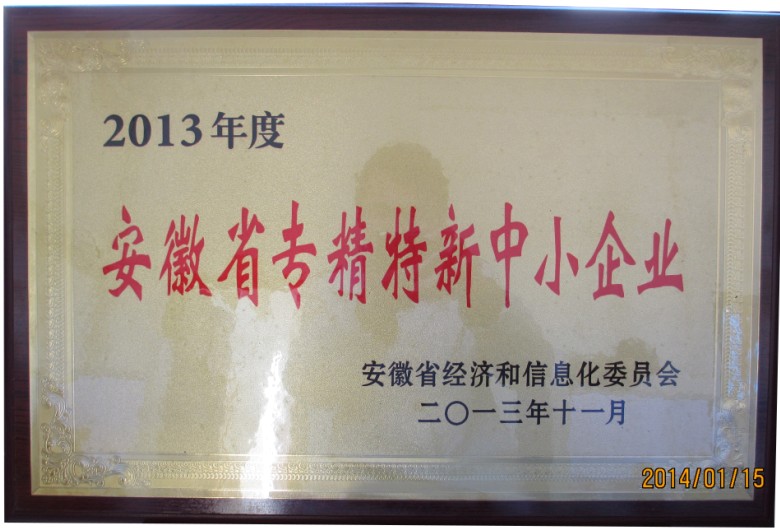 2013年度
安徽省专精特新中小企业
安徽省经济和信息化委员会
二〇一三年十一月
2014/01/15